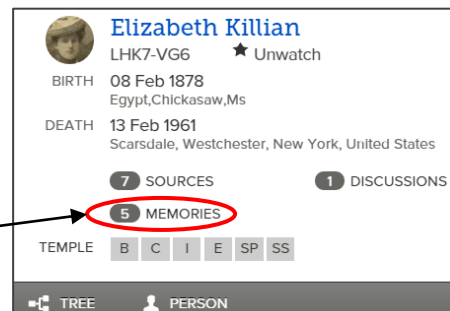 Elizabeth Killian
LHK7-VG6 ★ Unwatch
BIRTH 08 Feb 1878
Egypt,Chickasaw,Ms
DEATH 13 Feb 1961
Scarsdale, Westchester, New York, United States
7 SOURCES 1 DISCUSSIONS
5 MEMORIES
TEMPLE B C I E SP SS
TREE PERSON